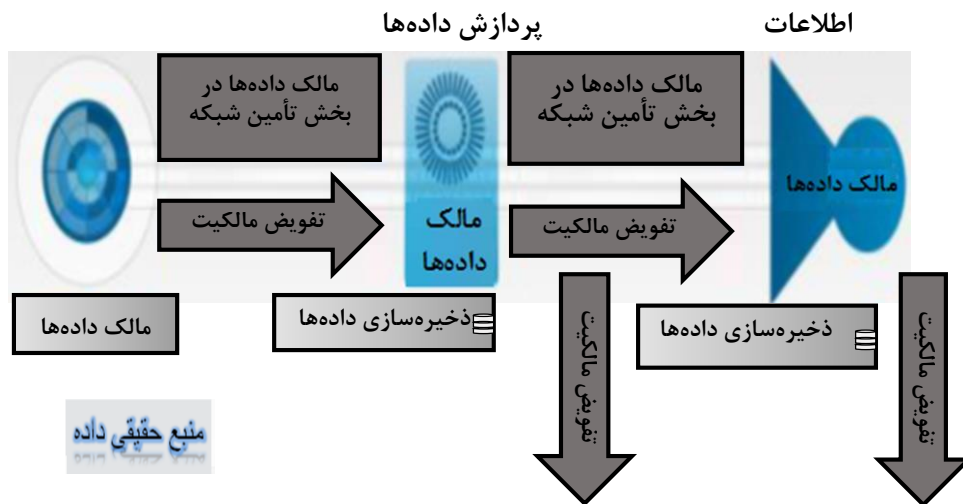 اطلاعات
پردازش داده‌ها
مالک داده‌ها در
بخش تأمین شبکه
مالک داده‌ها در
بخش تأمین شبکه
مالک داده‌ها
تفویض مالکیت
مالک
داده‌ها
تفویض مالکیت
ذخیره‌سازی داده‌ها
ذخیره‌سازی داده‌ها
مالک داده‌ها
تفویض مالکیت
تفویض مالکیت
منبع حقیقی داده